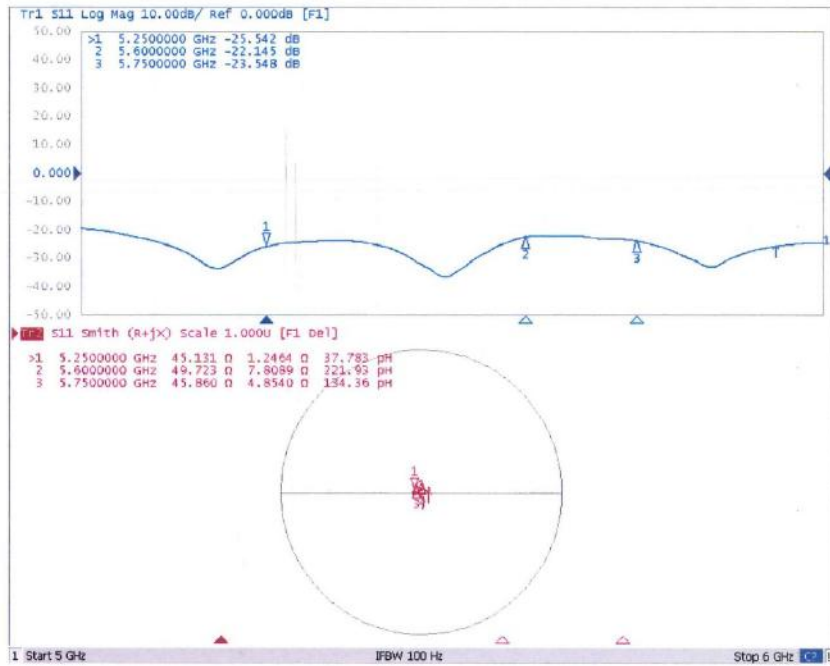 Tr1 S11 Log Mag 10.00dB/ Ref 0.000dB [F1]
50.00
>1 5.2500000 GHz -25.542 dB
2 5.6000000 GHz -22.145 dB
3 5.7500000 GHz -23.548 dB
40.00
30.00
20.00
10.00
0.000
-10.00
-20.00
-30.00
-40.00
-50.00
1
2
3
1
Tr2 S11 Smith (R+jX) Scale 1.000U [F1 Del]
>1 5.2500000 GHz 45.131 Ω 1.2464 Ω 37.783 pH
2 5.6000000 GHz 49.723 Ω 7.8089 Ω 221.93 pH
3 5.7500000 GHz 45.860 Ω 4.8540 Ω 134.36 pH
1
1 Start 5 GHz IFBW 100 Hz Stop 6 GHz C?